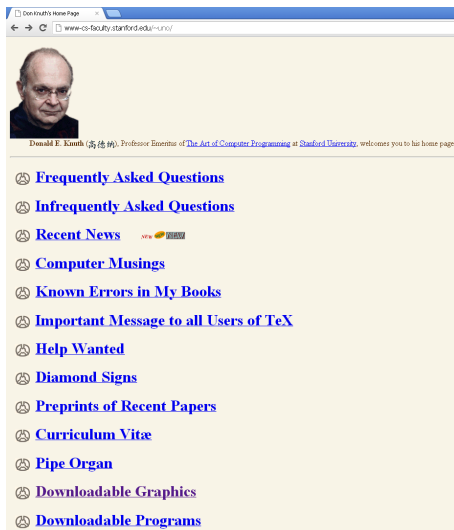 Don Knuth's Home Page
www-cs-faculty.stanford.edu/~uno/
Donald E. Knuth (高德纳), Professor Emeritus of The Art of Computer Programming at Stanford University, welcomes you to his home page
Frequently Asked Questions
Infrequently Asked Questions
Recent News
Computer Musings
Known Errors in My Books
Important Message to all Users of TeX
Help Wanted
Diamond Signs
Preprints of Recent Papers
Curriculum Vitæ
Pipe Organ
Downloadable Graphics
Downloadable Programs